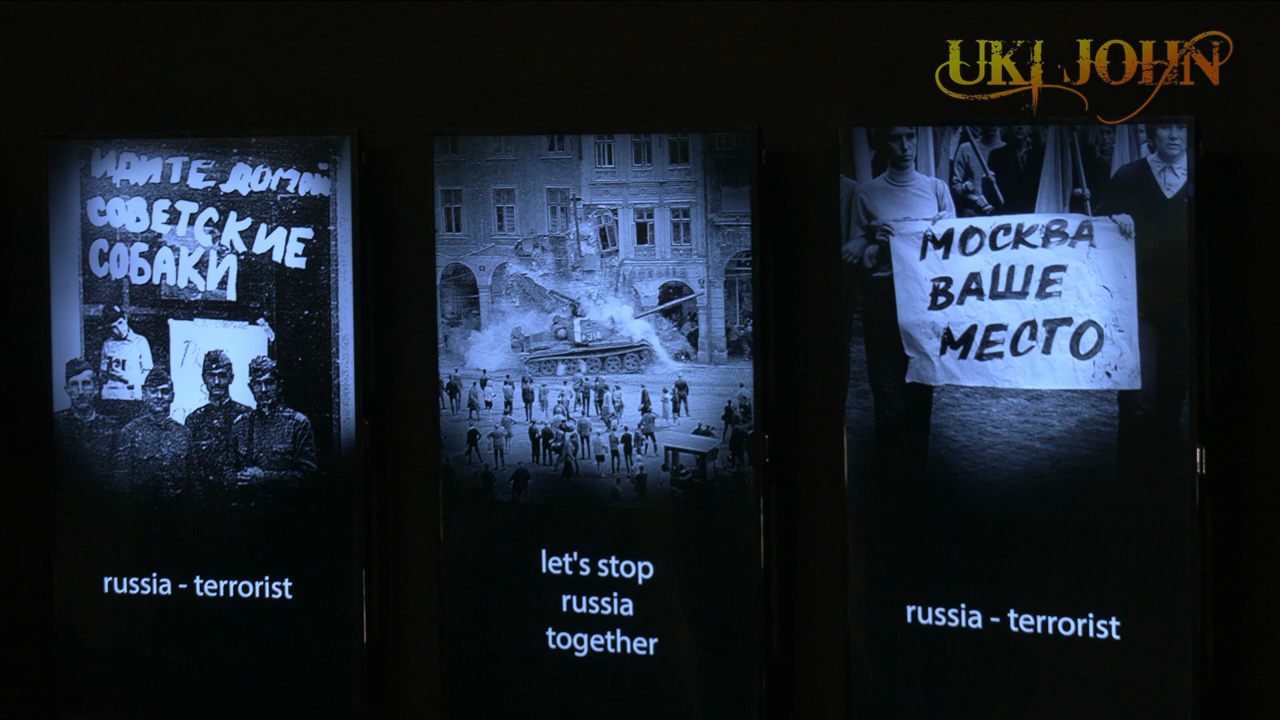 UKI JOHN
ИДИТЕ ДОМОЙ
СОВЕТСКИЕ
СОБАКИ
russia - terrorist
let's stop
russia
together
МОСКВА
ВАШЕ
МЕСТО
russia - terrorist